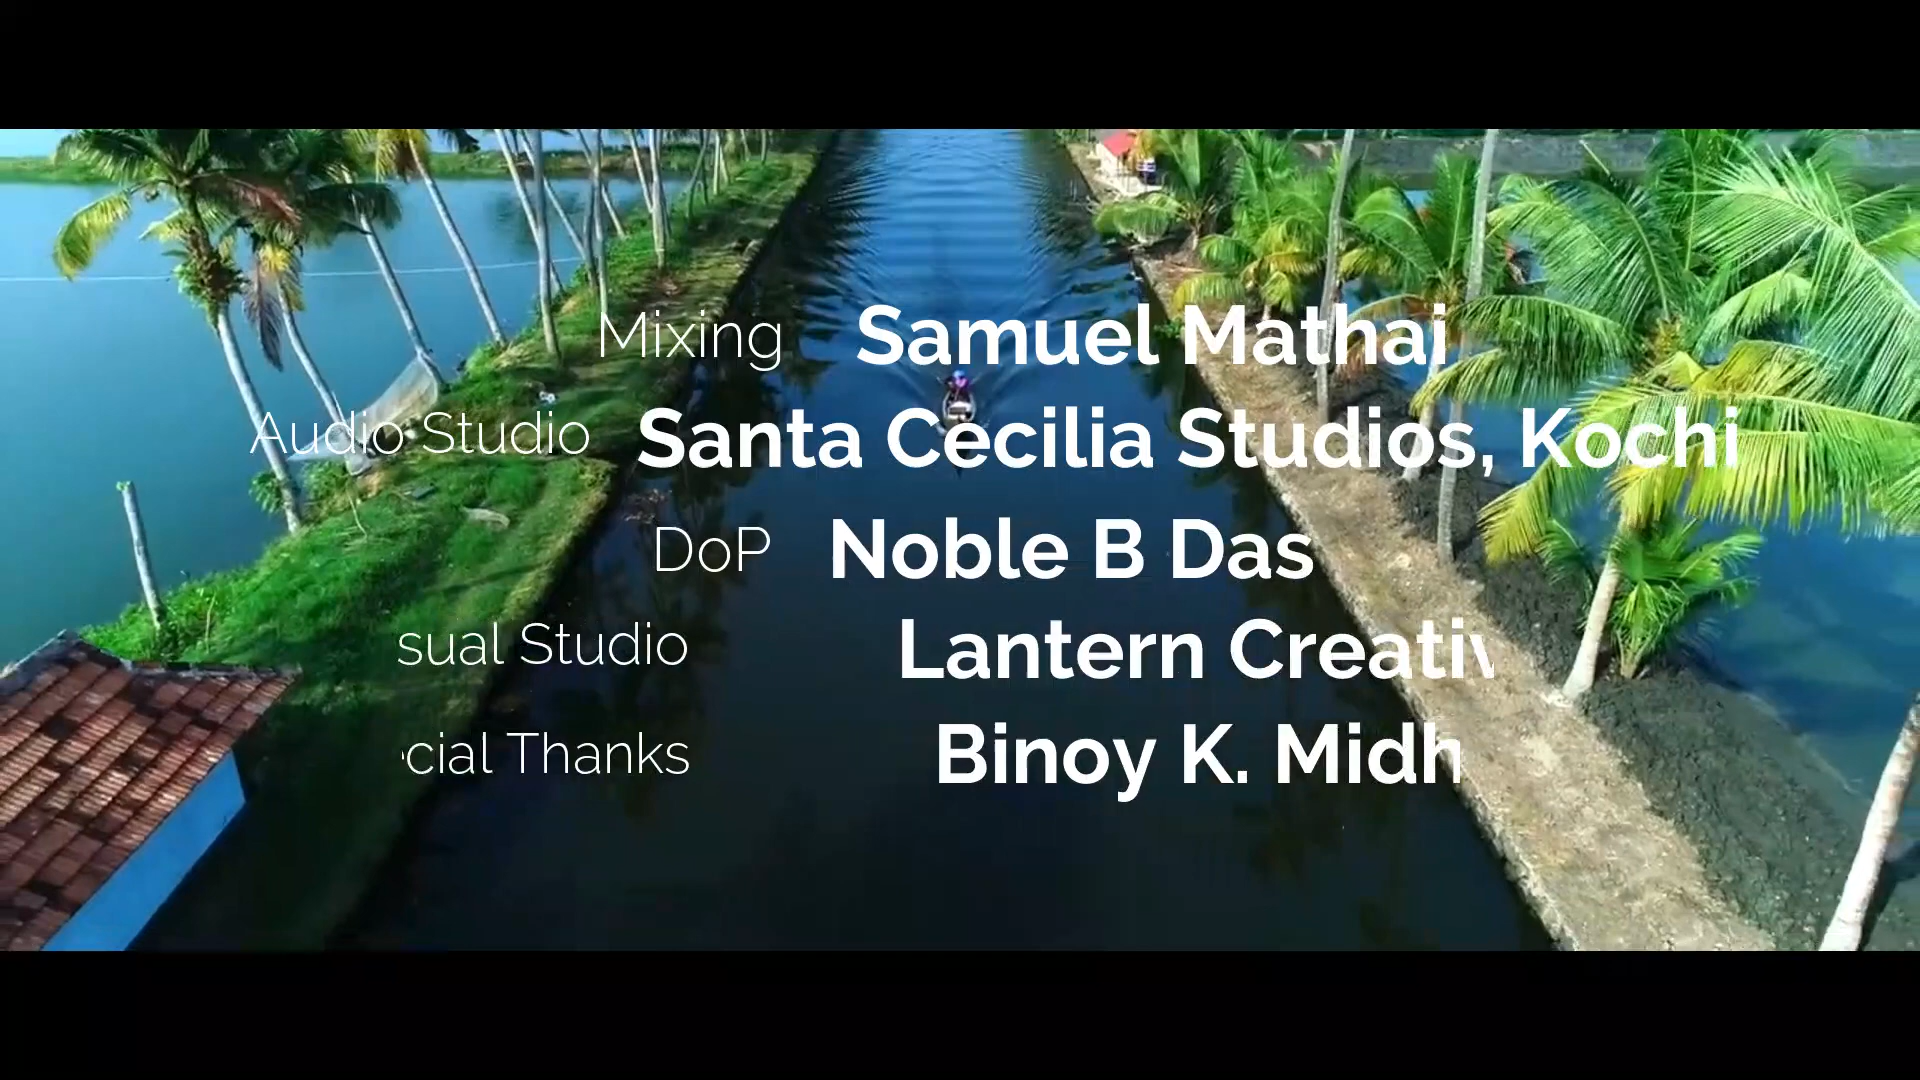 Mixing Samuel Mathai
Audio Studio Santa Cecilia Studios, Kochi
DoP Noble B Das
sual Studio Lantern Creativ
cial Thanks Binoy K. Midh